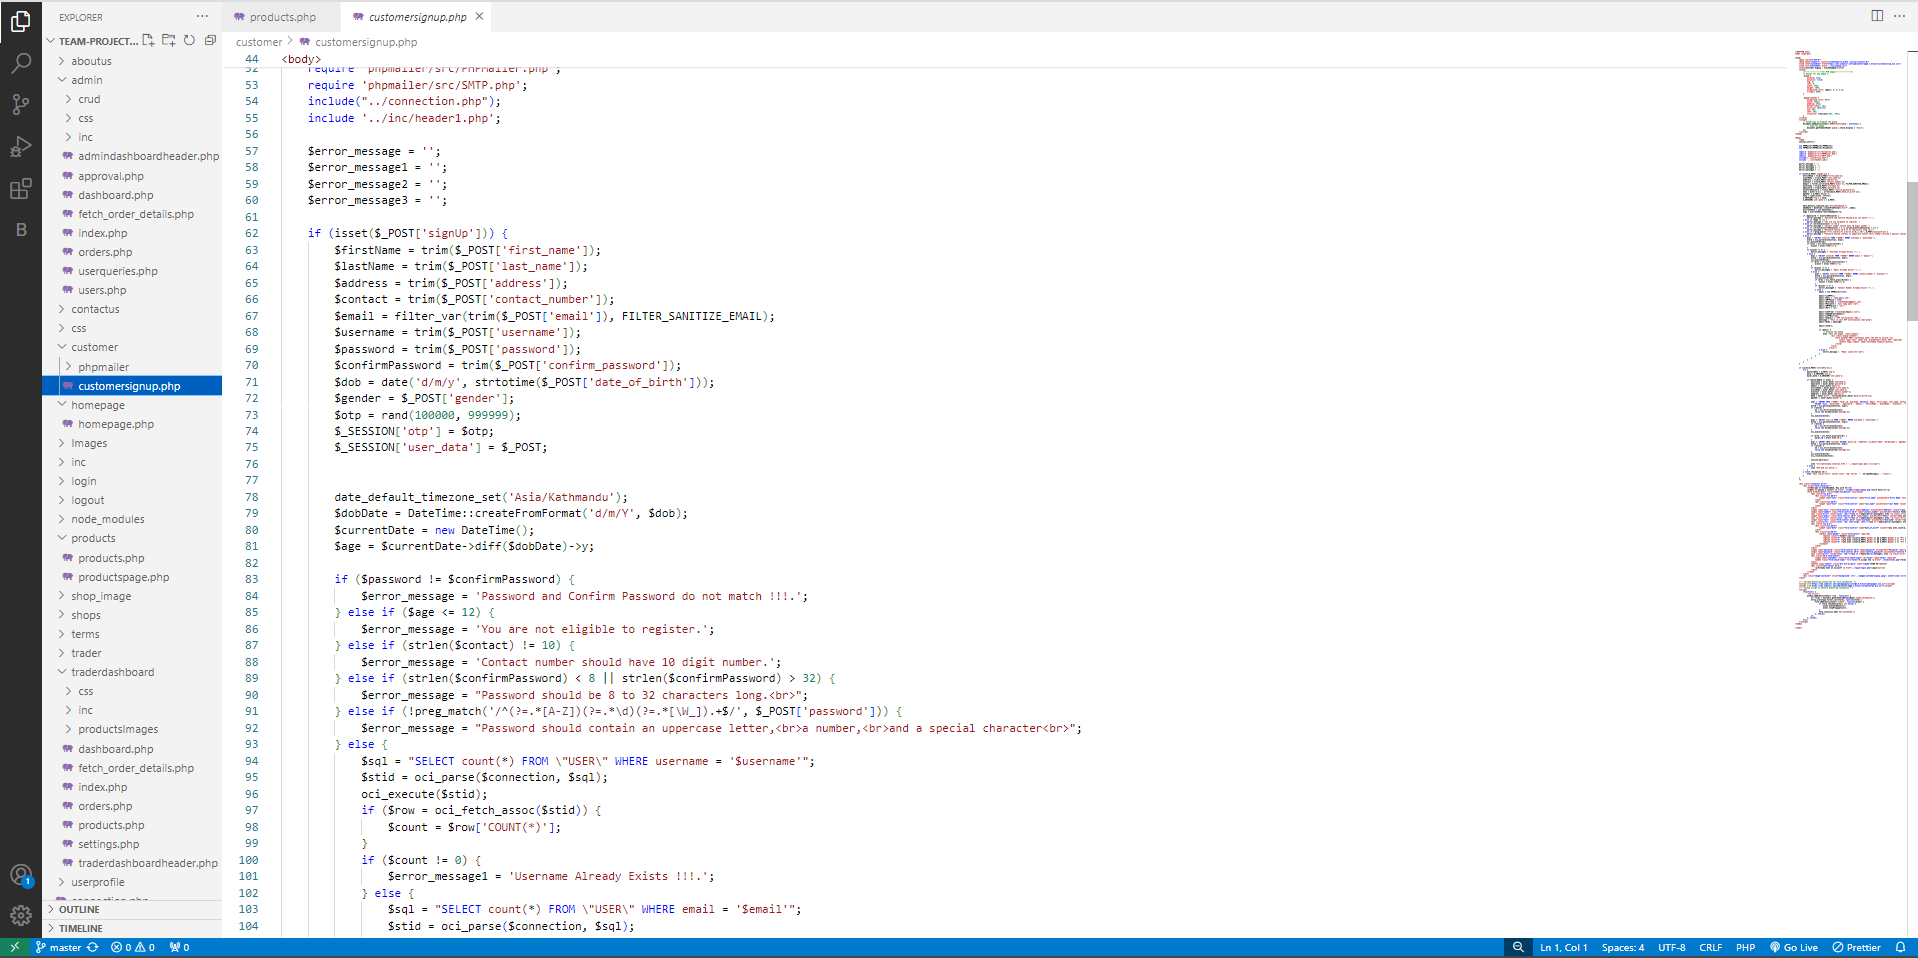 EXPLORER
TEAM-PROJECT...
aboutus
admin
crud
css
inc
admindashboardheader.php
approval.php
dashboard.php
fetch_order_details.php
index.php
orders.php
userqueries.php
users.php
contactus
css
customer
phpmailer
customersignup.php
homepage
homepage.php
Images
inc
login
logout
node_modules
products
products.php
productspage.php
shop_image
shops
terms
trader
traderdashboard
css
inc
productsImages
dashboard.php
fetch_order_details.php
index.php
orders.php
products.php
settings.php
traderdashboardheader.php
userprofile
connection.php
OUTLINE
TIMELINE
products.php
customersignup.php
customer > customersignup.php
44 <body>
52 require 'phpmailer/src/PHPMailer.php';
53 require 'phpmailer/src/SMTP.php';
54 include("../connection.php");
55 include '../inc/header1.php';
56
57 $error_message = '';
58 $error_message1 = '';
59 $error_message2 = '';
60 $error_message3 = '';
61
62 if (isset($_POST['signUp'])) {
63 $firstName = trim($_POST['first_name']);
64 $lastName = trim($_POST['last_name']);
65 $address = trim($_POST['address']);
66 $contact = trim($_POST['contact_number']);
67 $email = filter_var(trim($_POST['email']), FILTER_SANITIZE_EMAIL);
68 $username = trim($_POST['username']);
69 $password = trim($_POST['password']);
70 $confirmPassword = trim($_POST['confirm_password']);
71 $dob = date('d/m/y', strtotime($_POST['date_of_birth']));
72 $gender = $_POST['gender'];
73 $otp = rand(100000, 999999);
74 $_SESSION['otp'] = $otp;
75 $_SESSION['user_data'] = $_POST;
76
77
78 date_default_timezone_set('Asia/Kathmandu');
79 $dobDate = DateTime::createFromFormat('d/m/Y', $dob);
80 $currentDate = new DateTime();
81 $age = $currentDate->diff($dobDate)->y;
82
83 if ($password != $confirmPassword) {
84 $error_message = 'Password and Confirm Password do not match !!!.';
85 } else if ($age <= 12) {
86 $error_message = 'You are not eligible to register.';
87 } else if (strlen($contact) != 10) {
88 $error_message = 'Contact number should have 10 digit number.';
89 } else if (strlen($confirmPassword) < 8 || strlen($confirmPassword) > 32) {
90 $error_message = "Password should be 8 to 32 characters long.<br>";
91 } else if (!preg_match('/^(?=.*[A-Z])(?=.*\d)(?=.*[\W_]).+$/', $_POST['password'])) {
92 $error_message = "Password should contain an uppercase letter,<br>a number,<br>and a special character<br>";
93 } else {
94 $sql = "SELECT count(*) FROM \"USER\" WHERE username = '$username'";
95 $stid = oci_parse($connection, $sql);
96 oci_execute($stid);
97 if ($row = oci_fetch_assoc($stid)) {
98 $count = $row['COUNT(*)'];
99 }
100 if ($count != 0) {
101 $error_message1 = 'Username Already Exists !!!.';
102 } else {
103 $sql = "SELECT count(*) FROM \"USER\" WHERE email = '$email'";
104 $stid = oci_parse($connection, $sql);
B
1
master 0 0 0 Ln 1, Col 1 Spaces: 4 UTF-8 CRLF PHP Go Live Prettier